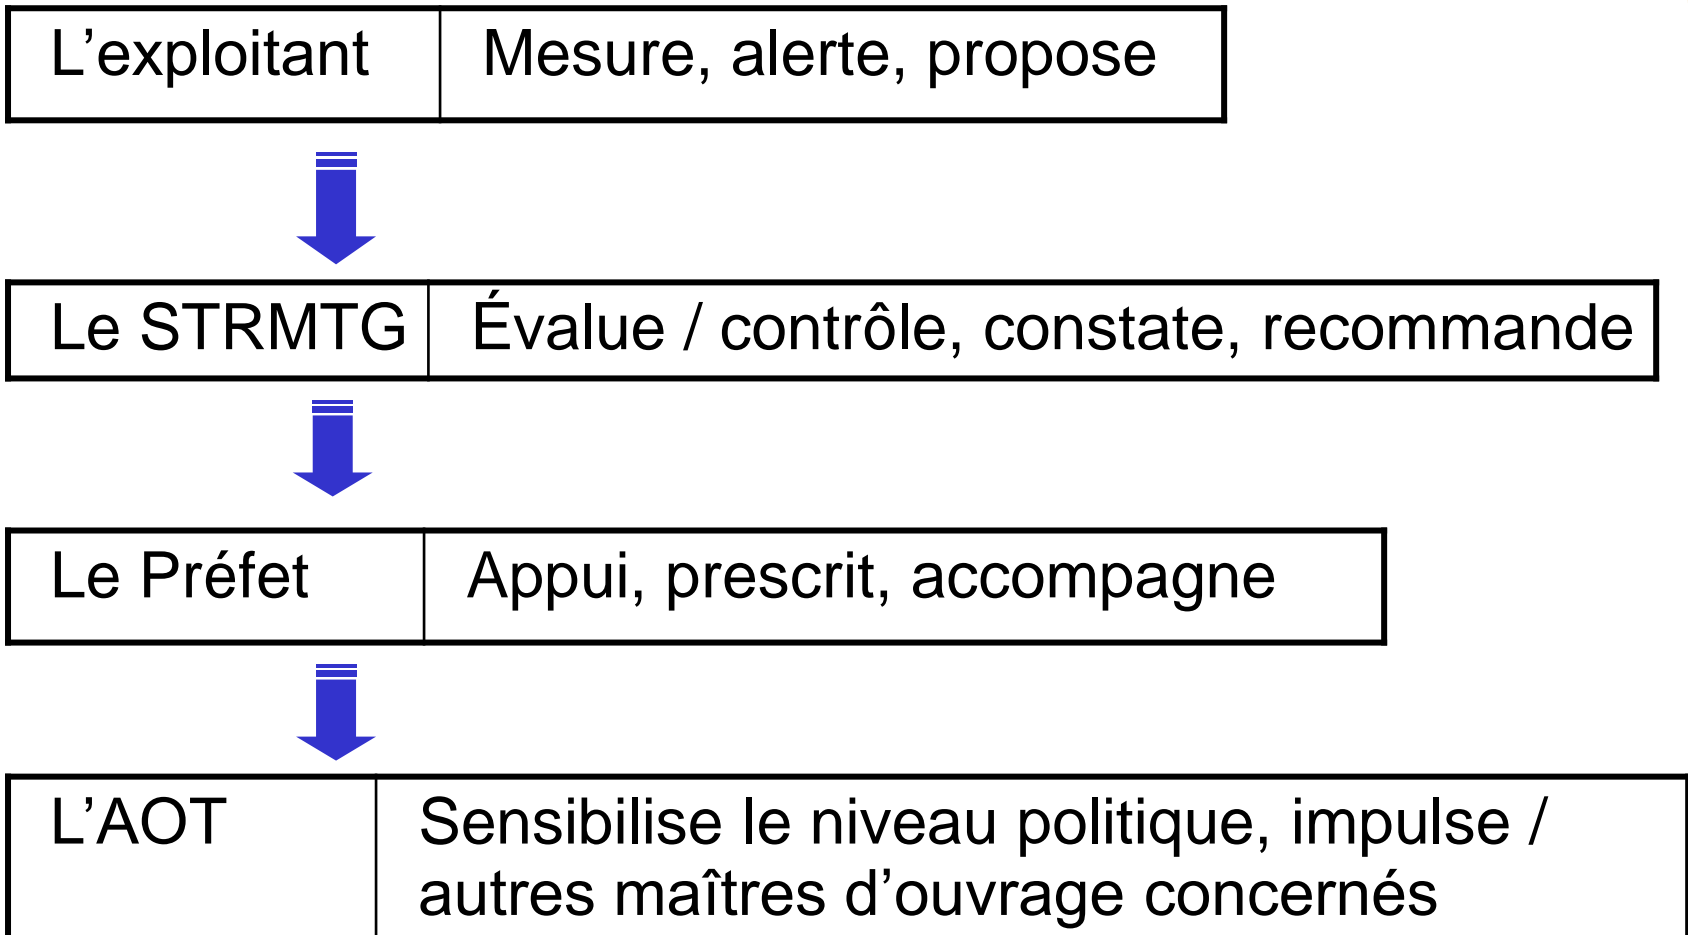 L’exploitant Mesure, alerte, propose
Le STRMTG Évalue / contrôle, constate, recommande
Le Préfet Appui, prescrit, accompagne
L’AOT Sensibilise le niveau politique, impulse /
autres maîtres d’ouvrage concernés